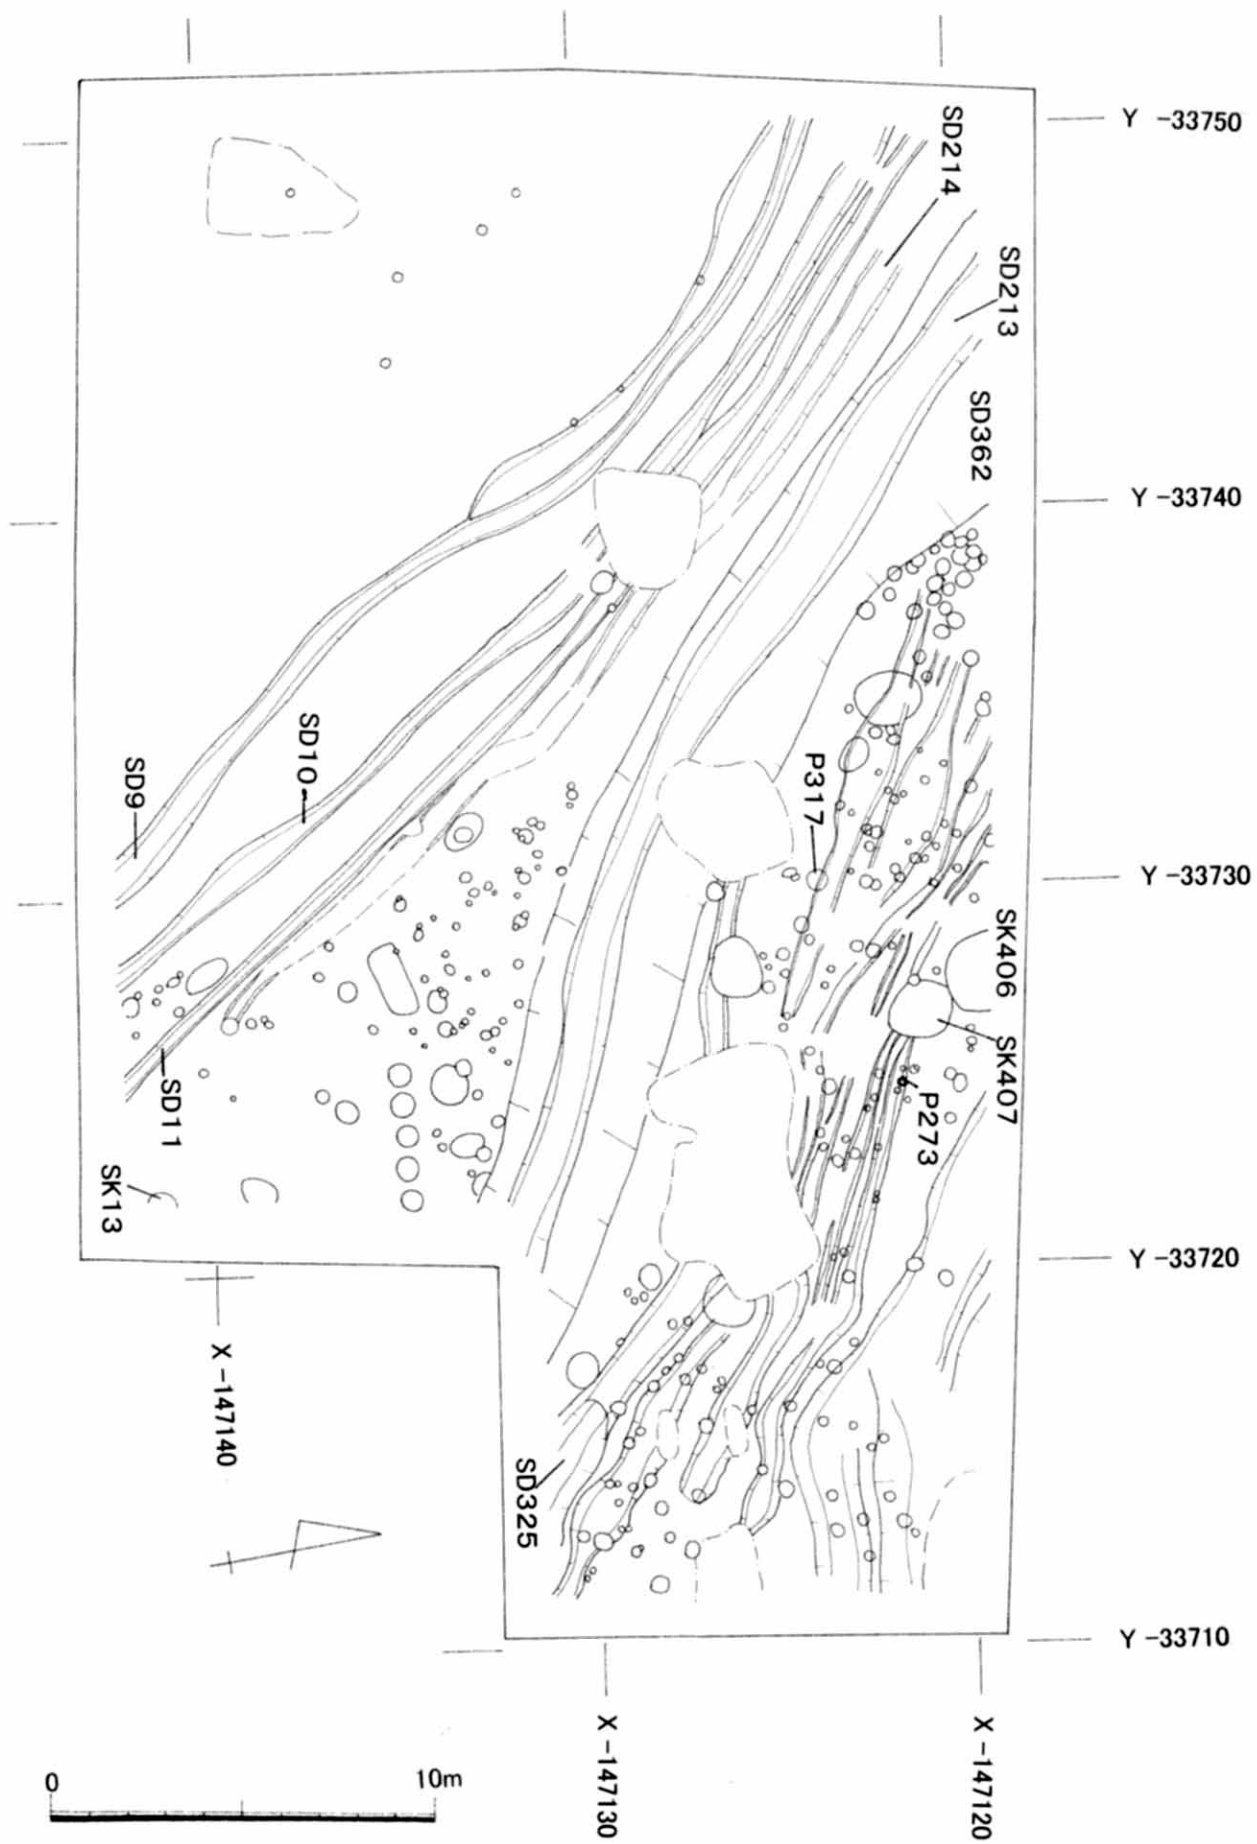 Y -33750
SD214
SD213
SD362
Y -33740
SD10
SD9
P317
Y -33730
SK406
SK407
P273
SD11
SK13
Y -33720
X -147140
SD325
Y -33710
X -147130
X -147120
0 10m